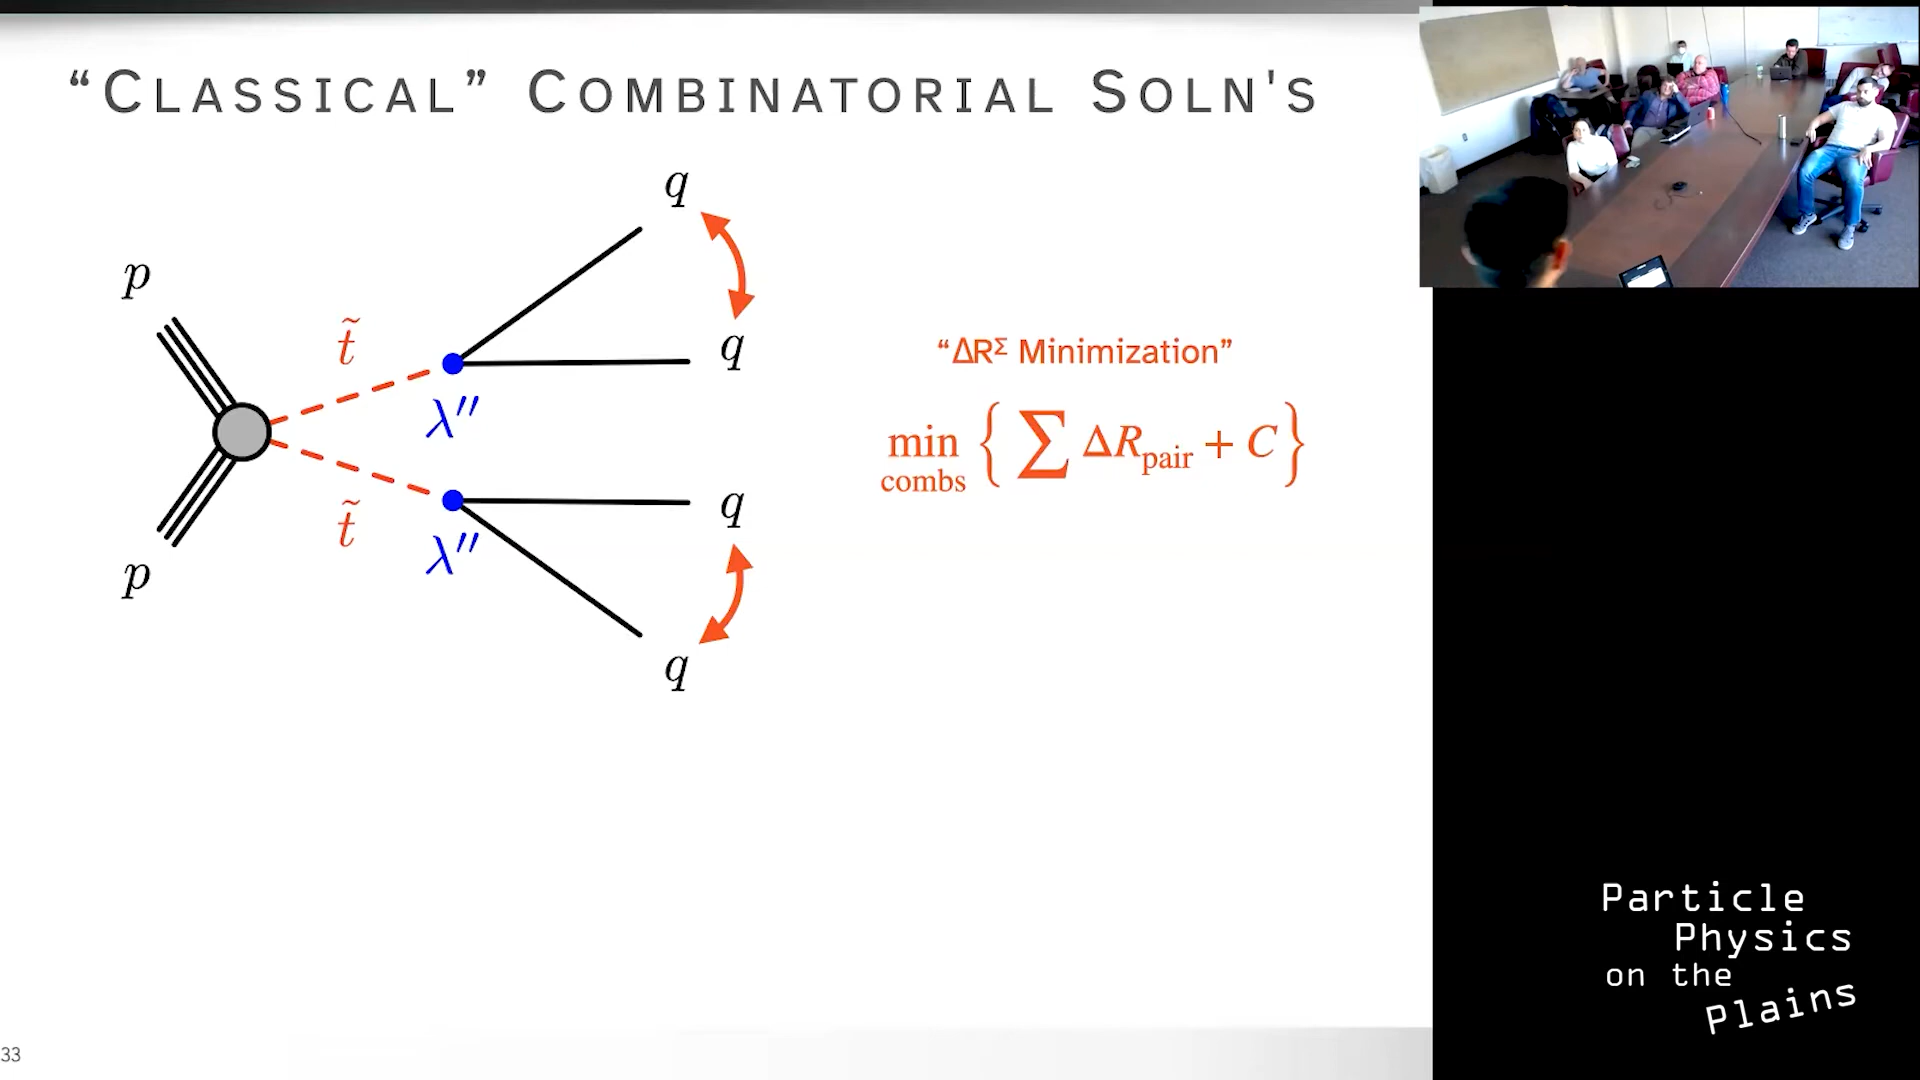 “CLASSICAL” COMBINATORIAL SOLN'S
q
p
t̃
q
λ″
“ΔR^Σ Minimization”
min combs { ∑ ΔR_pair + C }
q
t̃
λ″
p
q
Particle
Physics
on the
Plains
33